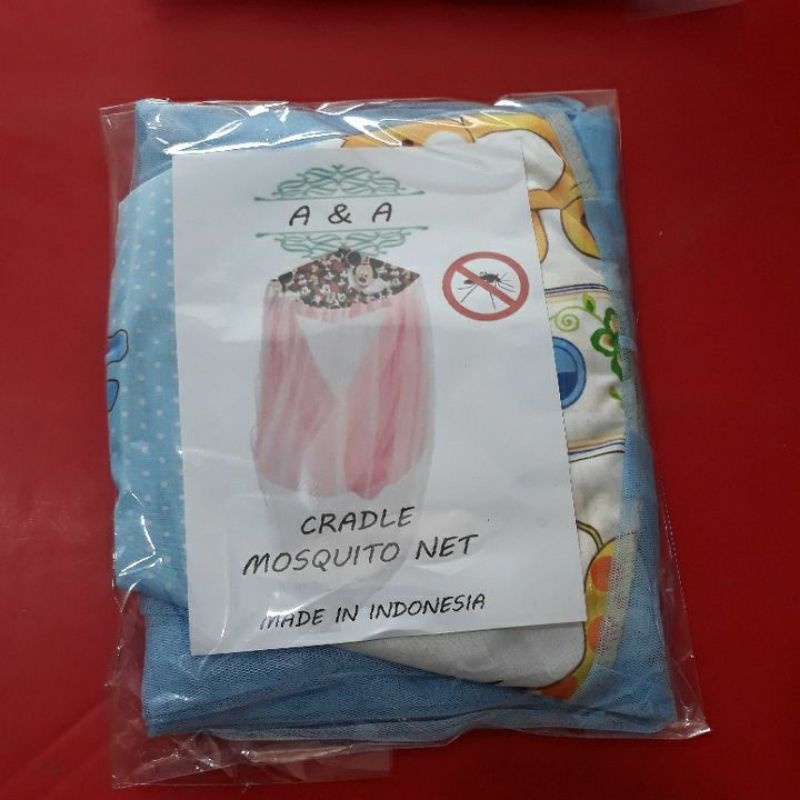 A & A
CRADLE
MOSQUITO NET
MADE IN INDONESIA